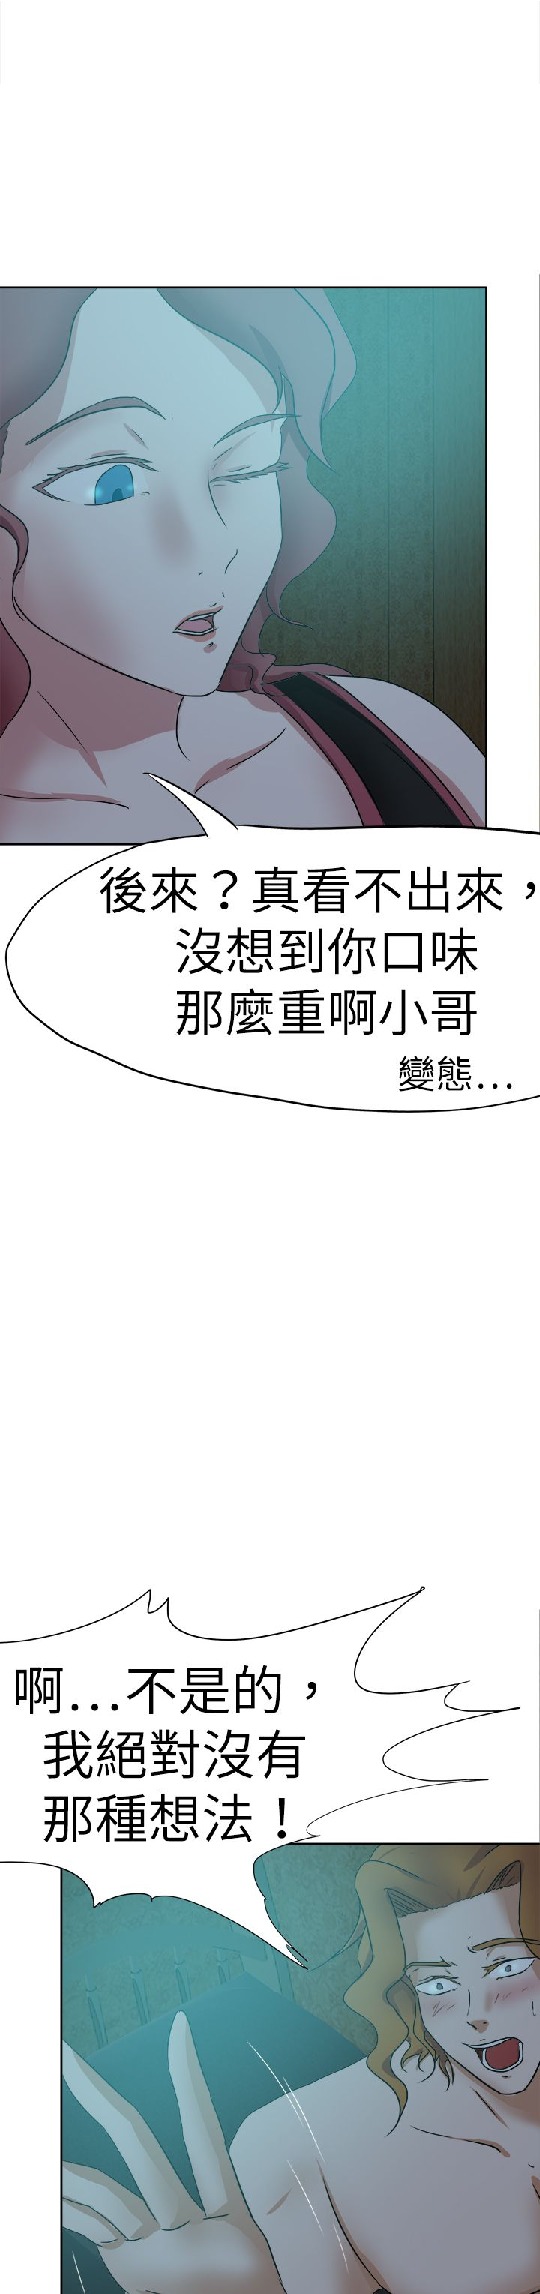 後來？真看不出來，
沒想到你口味
那麼重啊小哥
變態...
啊...不是的，
我絕對沒有
那種想法！